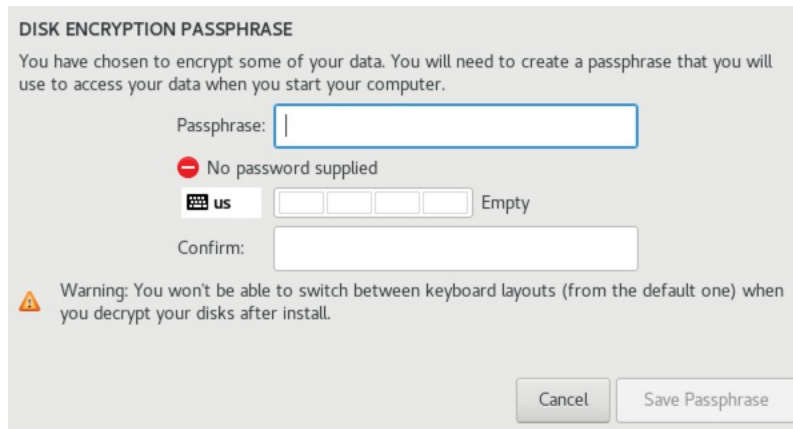 DISK ENCRYPTION PASSPHRASE
You have chosen to encrypt some of your data. You will need to create a passphrase that you will
use to access your data when you start your computer.
Passphrase:
No password supplied
us Empty
Confirm:
Warning: You won't be able to switch between keyboard layouts (from the default one) when
you decrypt your disks after install.
Cancel Save Passphrase